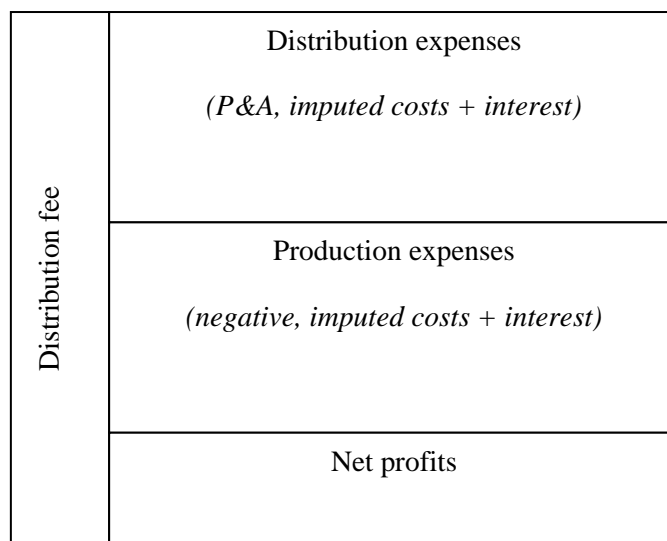 Distribution fee
Distribution expenses
(P&A, imputed costs + interest)
Production expenses
(negative, imputed costs + interest)
Net profits